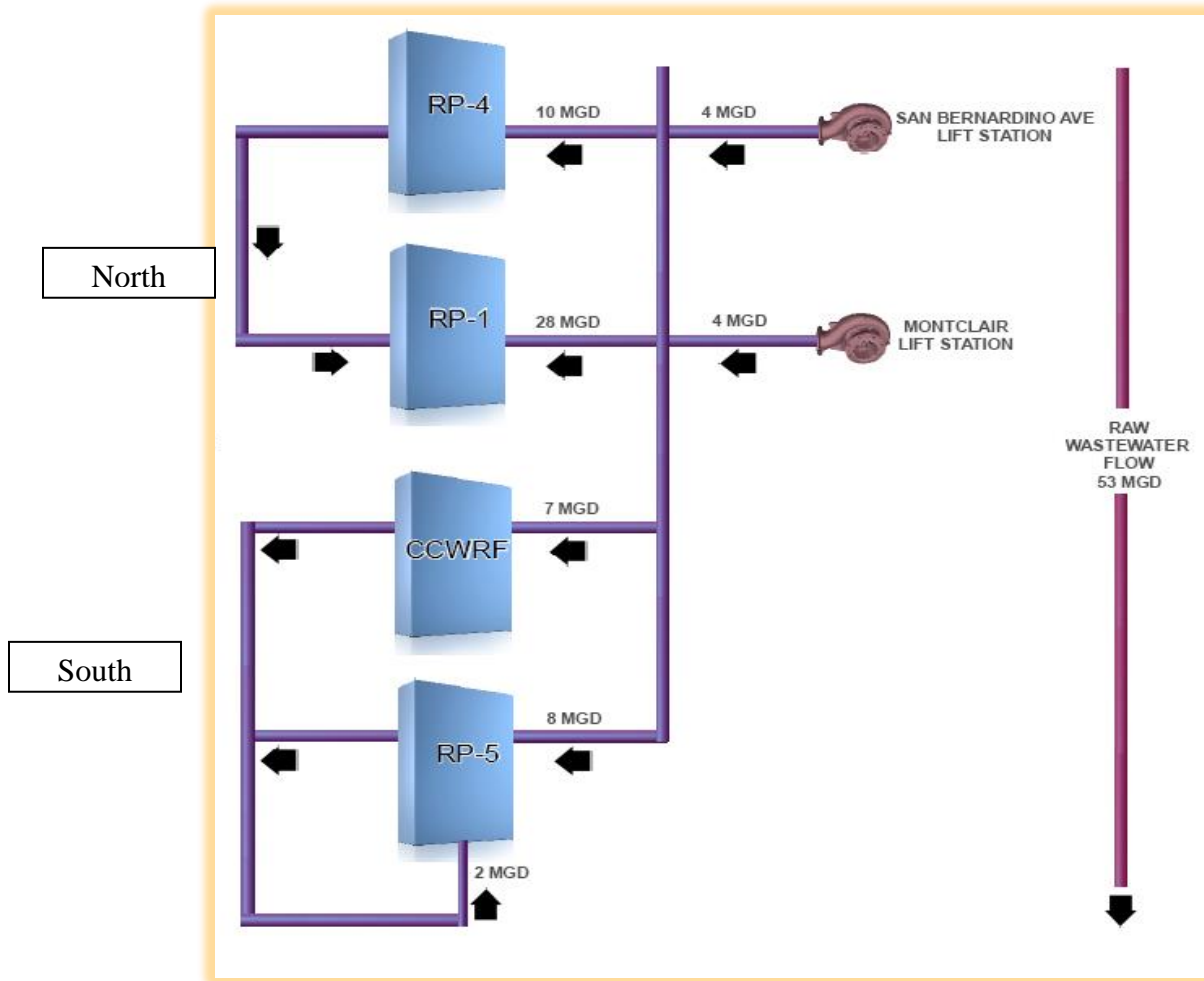 RP-4
10 MGD
4 MGD
SAN BERNARDINO AVE
LIFT STATION
North
RP-1
28 MGD
4 MGD
MONTCLAIR
LIFT STATION
RAW
WASTEWATER
FLOW
53 MGD
CCWRF
7 MGD
South
RP-5
8 MGD
2 MGD